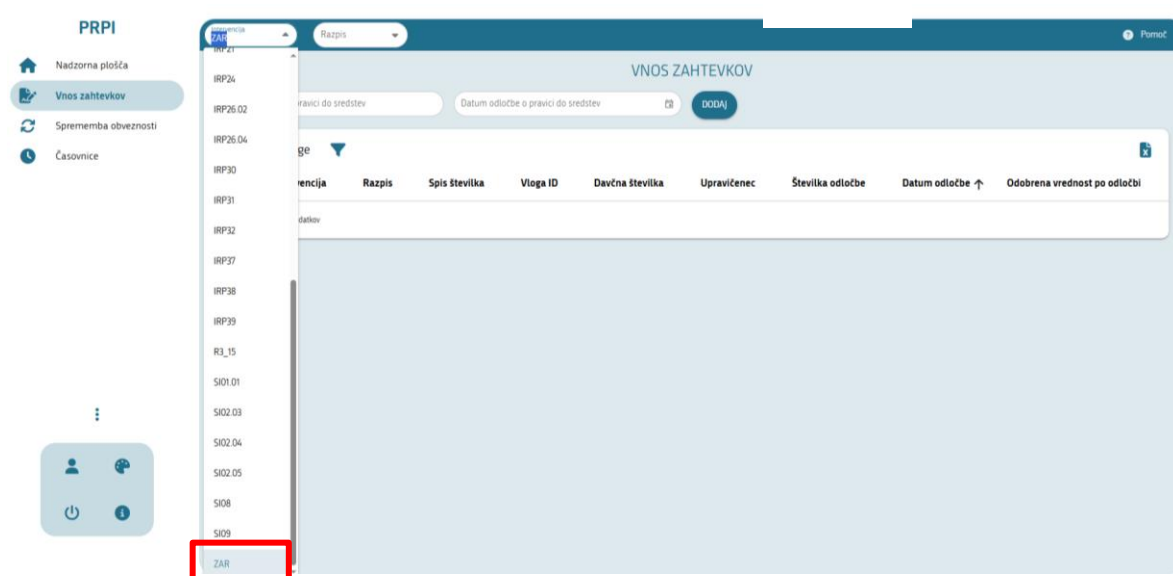 PRPI
Nadzorna plošča
Vnos zahtevkov
Sprememba obveznosti
Časovnice
Intervencija
ZAR
Razpis
Pomoč
VNOS ZAHTEVKOV
ravici do sredstev
Datum odločbe o pravici do sredstev
DODAJ
ge
vencija Razpis Spis številka Vloga ID Davčna številka Upravičenec Številka odločbe Datum odločbe Odobrena vrednost po odločbi
datkov
IRP21
IRP24
IRP26.02
IRP26.04
IRP30
IRP31
IRP32
IRP37
IRP38
IRP39
R3_15
SI01.01
SI02.03
SI02.04
SI02.05
SI08
SI09
ZAR